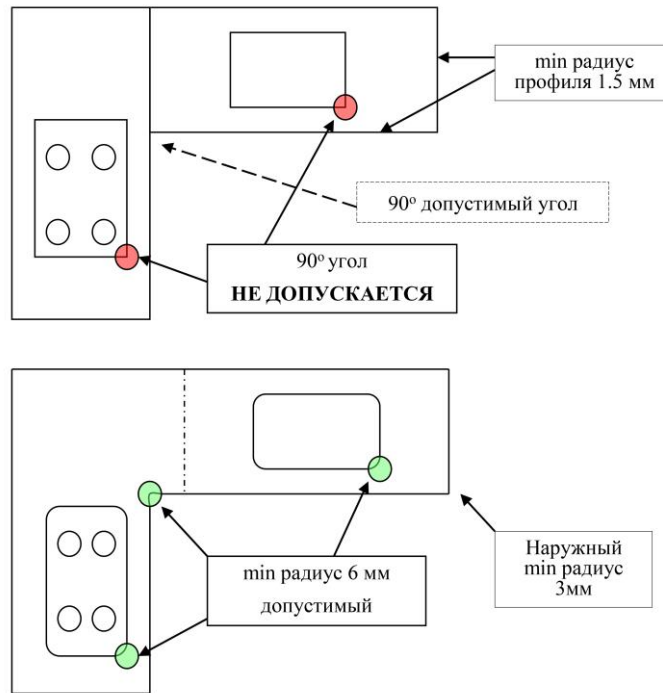 min радиус
профиля 1.5 мм
90° допустимый угол
90° угол
НЕ ДОПУСКАЕТСЯ
min радиус 6 мм
допустимый
Наружный
min радиус
3мм